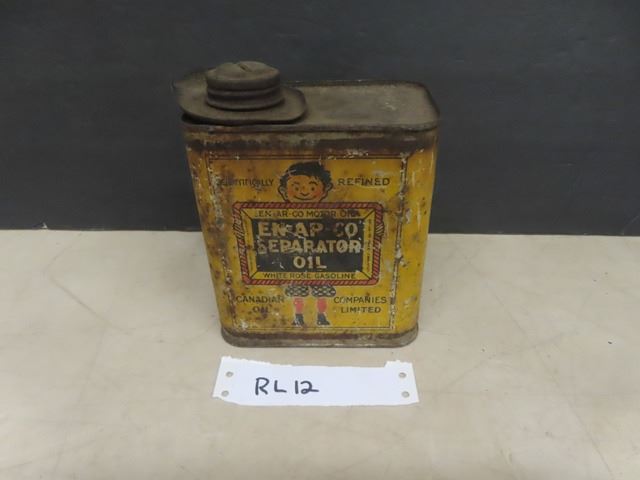 SCIENTIFICALLY REFINED
EN-AR-CO MOTOR OILS
EN-AR-CO
SEPARATOR
OIL
WHITE ROSE GASOLINE
CANADIAN COMPANIES
OIL LIMITED
RL12